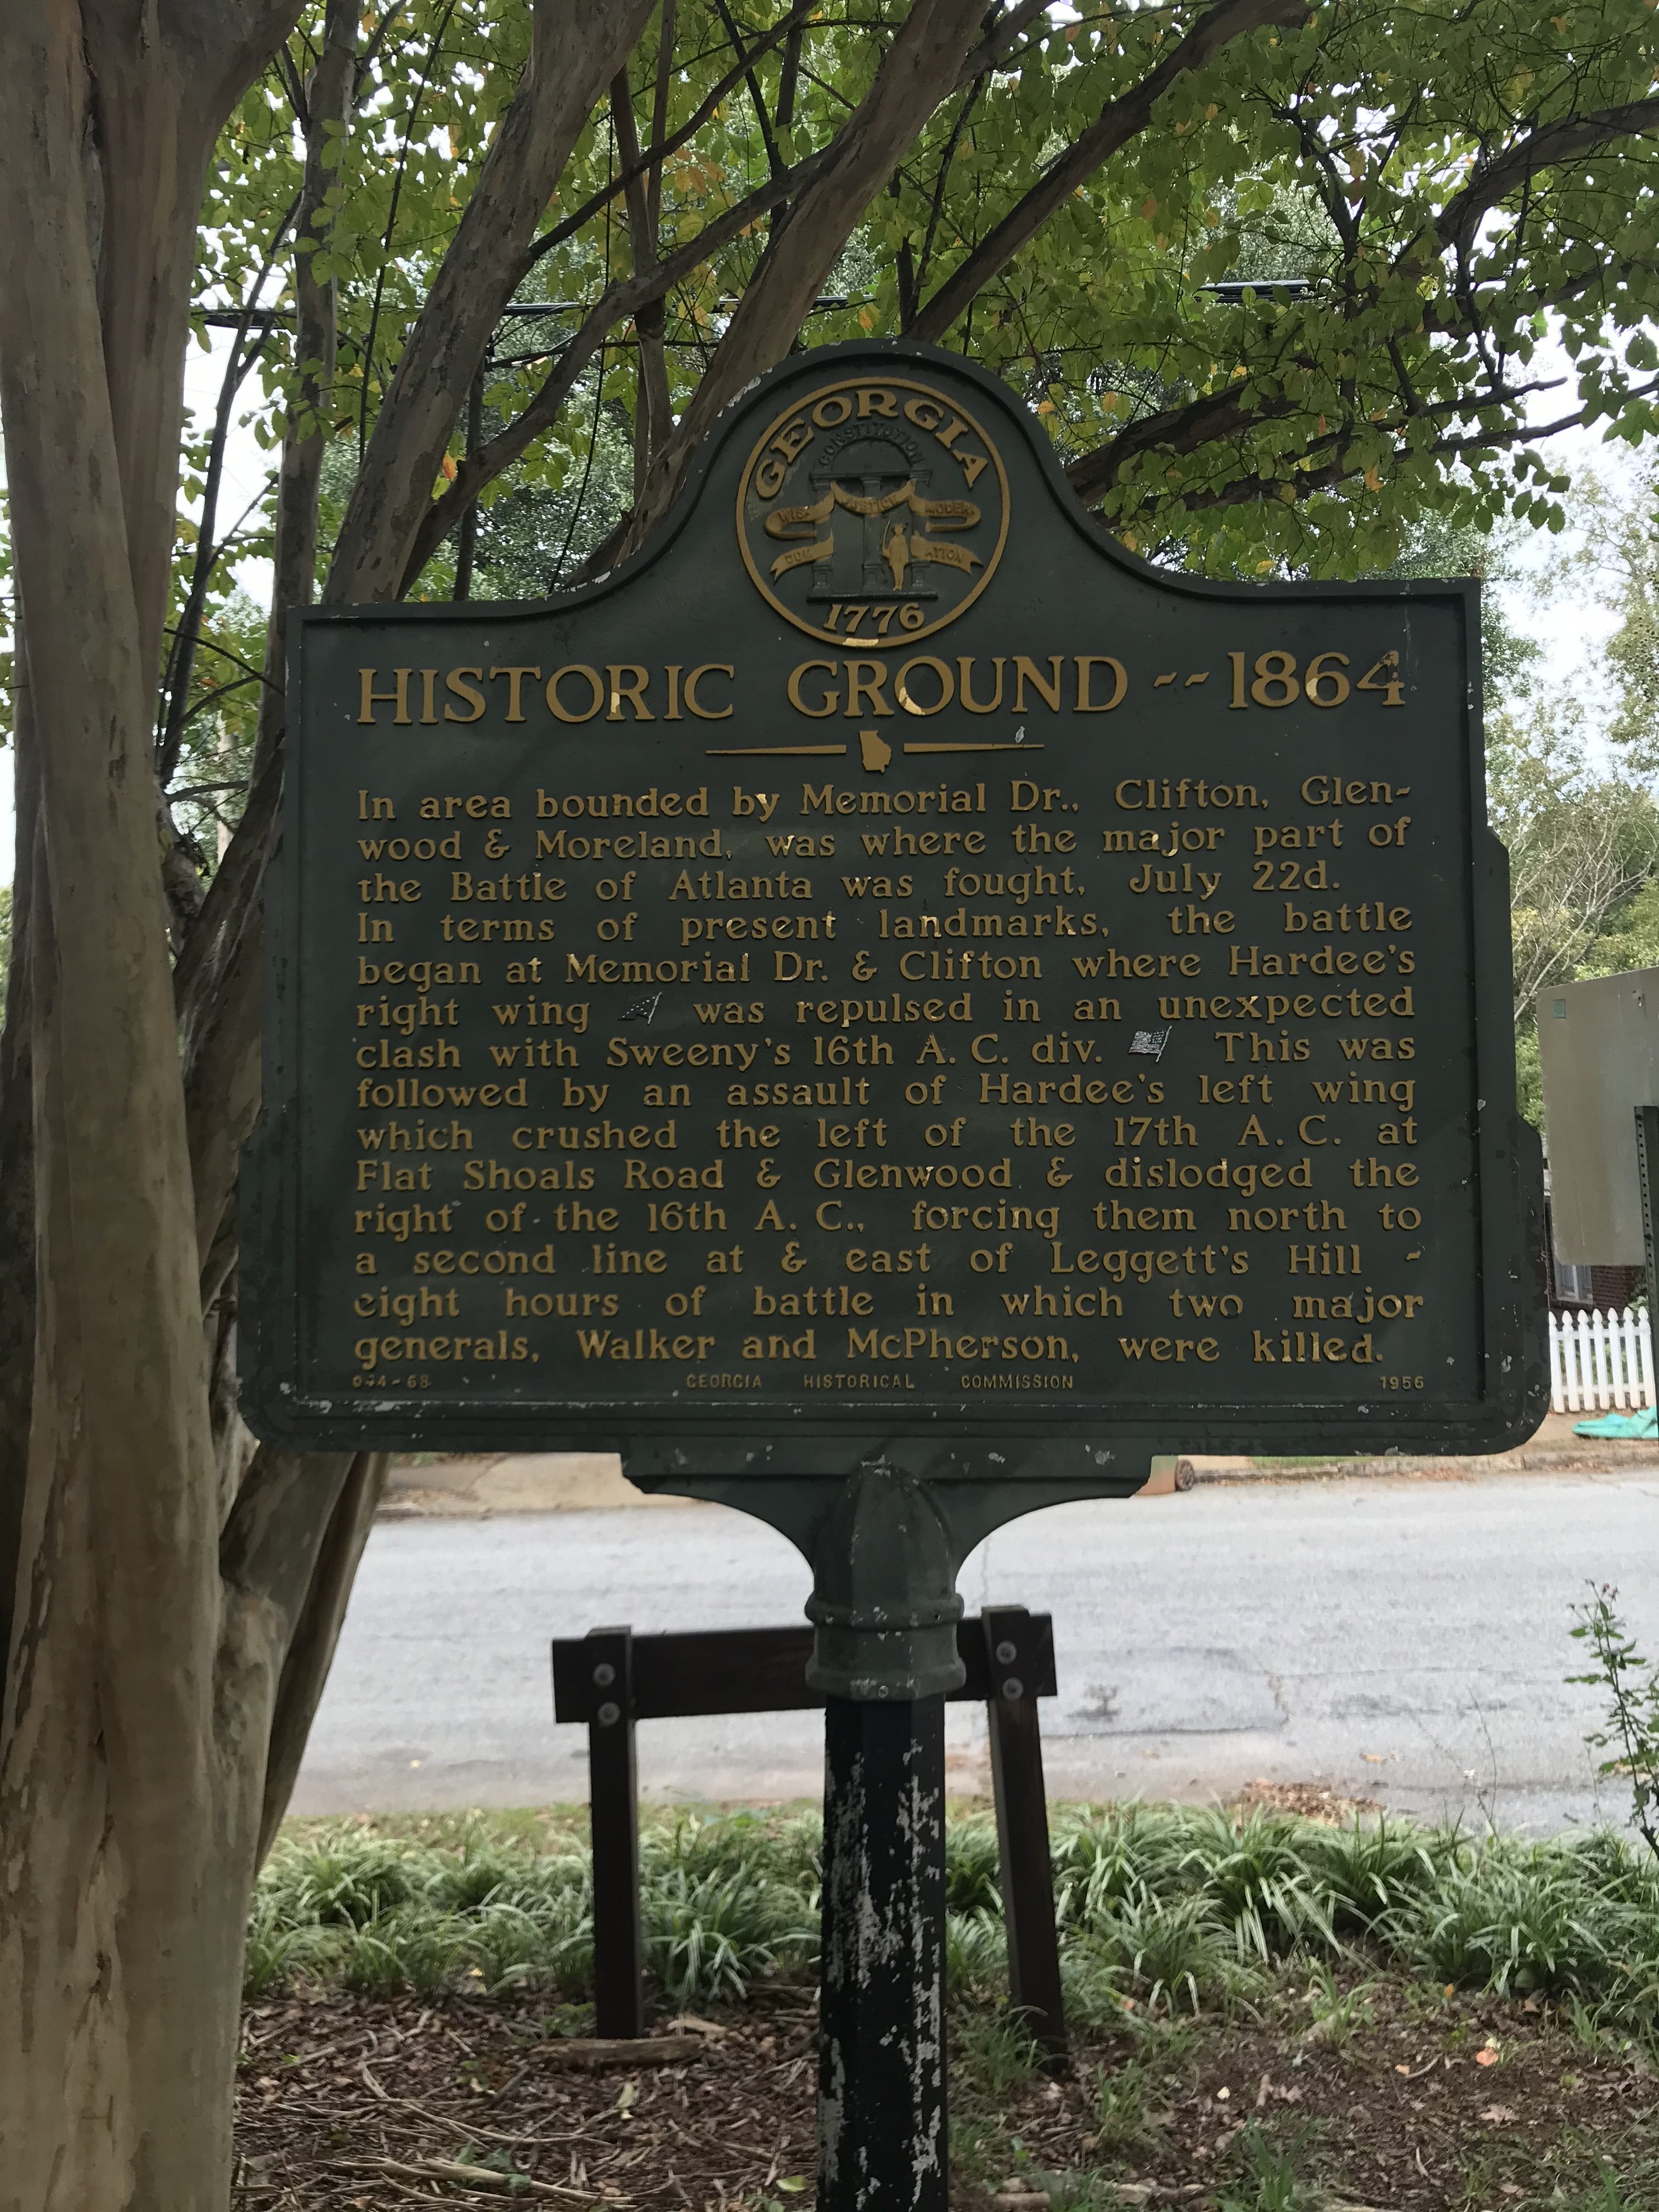 GEORGIA
CONSTITUTION
WIS- JUSTICE MODER-
DOM ATION
1776
HISTORIC GROUND -- 1864
In area bounded by Memorial Dr., Clifton, Glen-
wood & Moreland, was where the major part of
the Battle of Atlanta was fought, July 22d.
In terms of present landmarks, the battle
began at Memorial Dr. & Clifton where Hardee's
right wing was repulsed in an unexpected
clash with Sweeny's 16th A. C. div. This was
followed by an assault of Hardee's left wing
which crushed the left of the 17th A. C. at
Flat Shoals Road & Glenwood & dislodged the
right of the 16th A. C., forcing them north to
a second line at & east of Leggett's Hill -
eight hours of battle in which two major
generals, Walker and McPherson, were killed.
044-68 GEORGIA HISTORICAL COMMISSION 1956